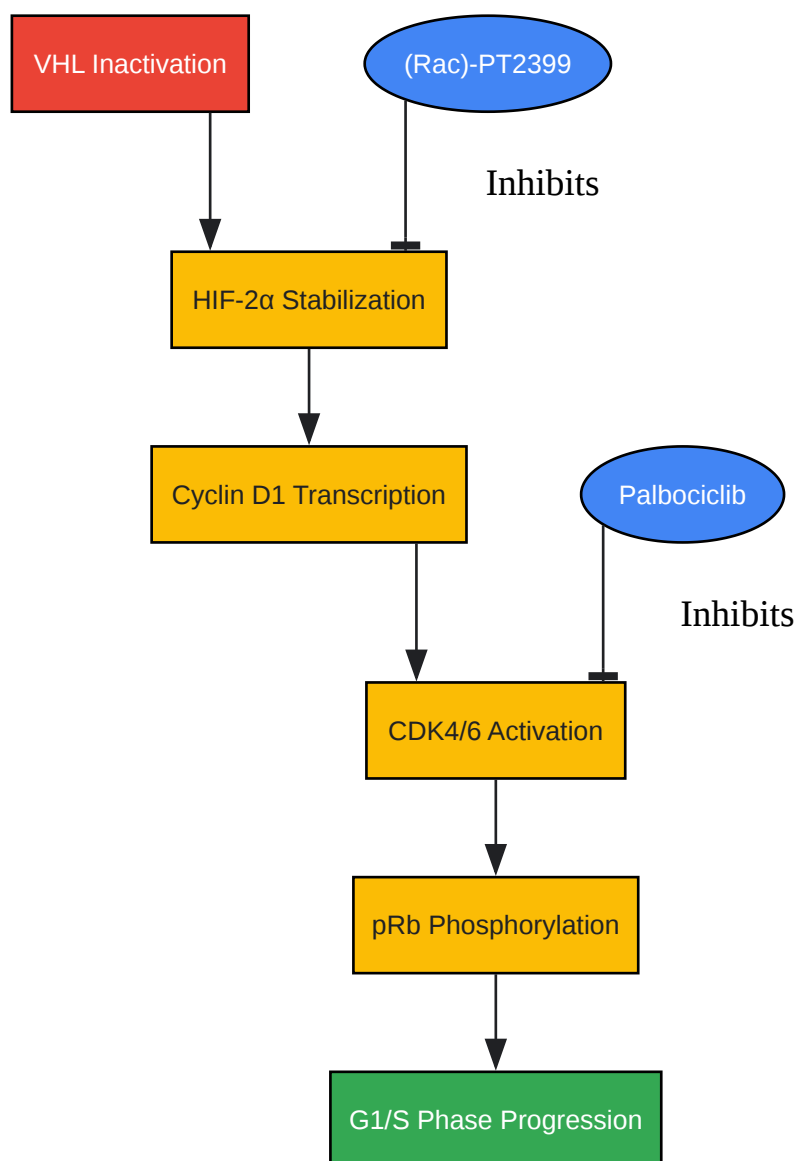 VHL Inactivation
(Rac)-PT2399
Inhibits
HIF-2α Stabilization
Cyclin D1 Transcription
Palbociclib
Inhibits
CDK4/6 Activation
pRb Phosphorylation
G1/S Phase Progression